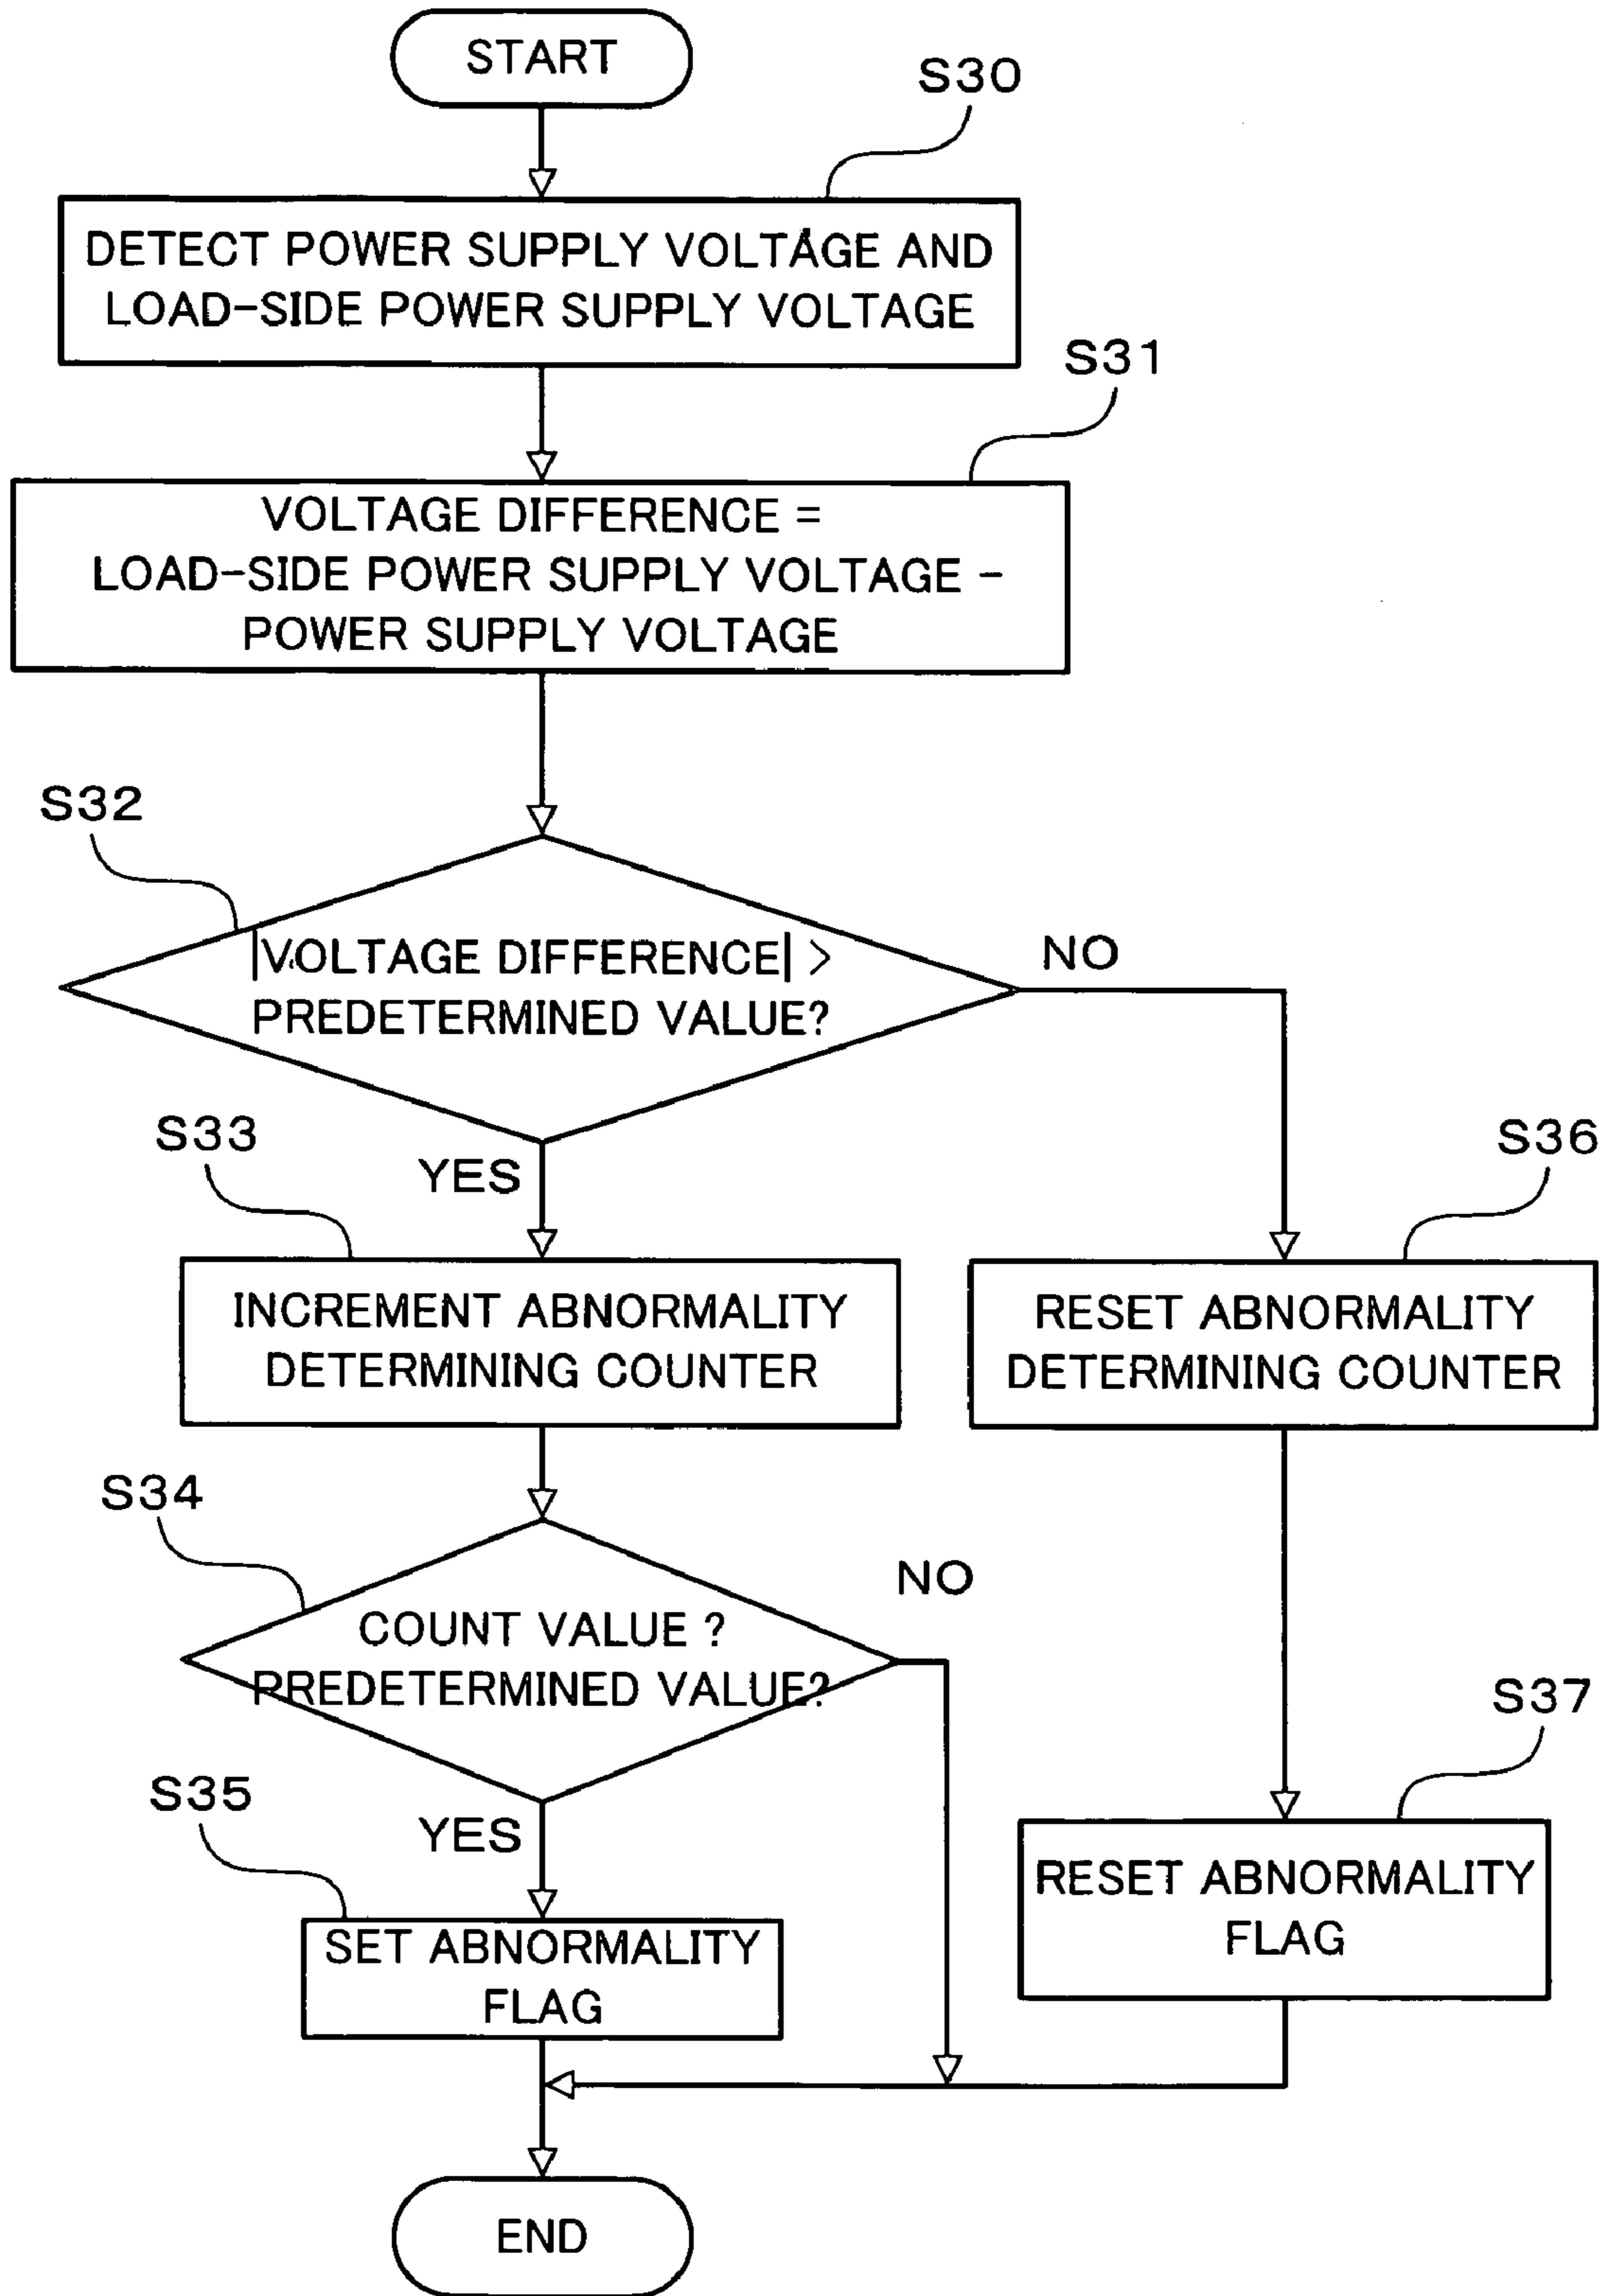 START
S30
DETECT POWER SUPPLY VOLTAGE AND
LOAD-SIDE POWER SUPPLY VOLTAGE
S31
VOLTAGE DIFFERENCE =
LOAD-SIDE POWER SUPPLY VOLTAGE -
POWER SUPPLY VOLTAGE
S32
|VOLTAGE DIFFERENCE| >
PREDETERMINED VALUE?
NO
YES
S33
INCREMENT ABNORMALITY
DETERMINING COUNTER
S36
RESET ABNORMALITY
DETERMINING COUNTER
S34
COUNT VALUE ?
PREDETERMINED VALUE?
NO
YES
S35
SET ABNORMALITY
FLAG
S37
RESET ABNORMALITY
FLAG
END